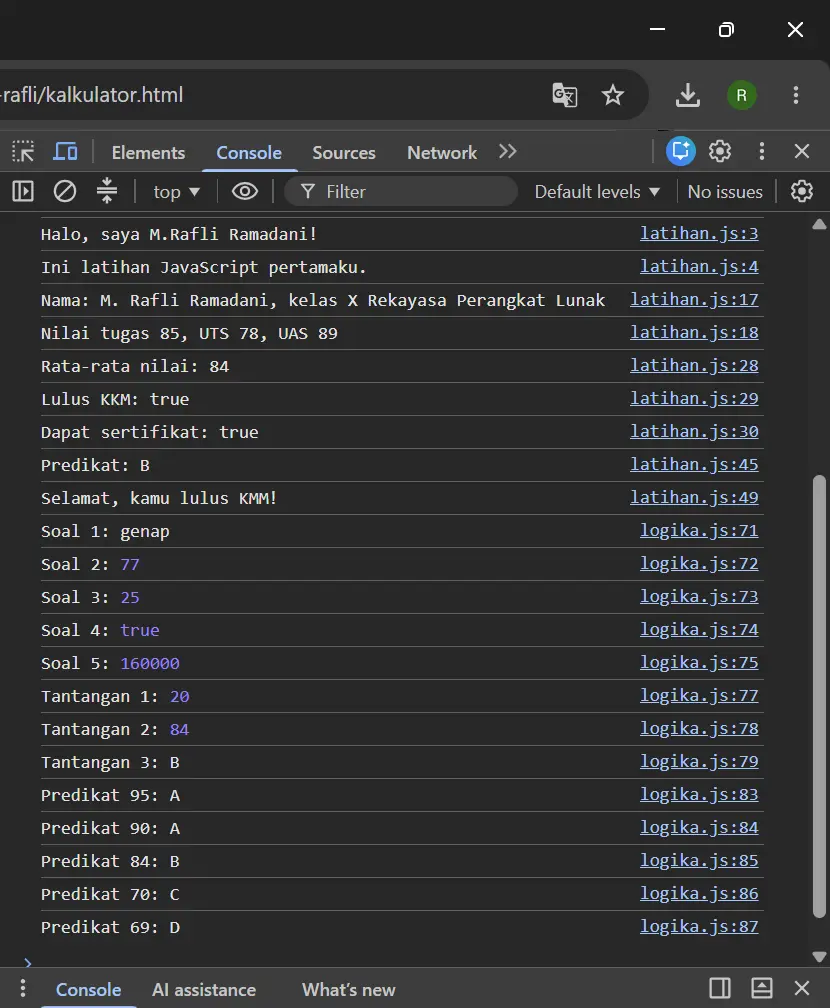 -rafli/kalkulator.html
R
Elements Console Sources Network
top Filter Default levels No issues
Halo, saya M.Rafli Ramadani! latihan.js:3
Ini latihan JavaScript pertamaku. latihan.js:4
Nama: M. Rafli Ramadani, kelas X Rekayasa Perangkat Lunak latihan.js:17
Nilai tugas 85, UTS 78, UAS 89 latihan.js:18
Rata-rata nilai: 84 latihan.js:28
Lulus KKM: true latihan.js:29
Dapat sertifikat: true latihan.js:30
Predikat: B latihan.js:45
Selamat, kamu lulus KMM! latihan.js:49
Soal 1: genap logika.js:71
Soal 2: 77 logika.js:72
Soal 3: 25 logika.js:73
Soal 4: true logika.js:74
Soal 5: 160000 logika.js:75
Tantangan 1: 20 logika.js:77
Tantangan 2: 84 logika.js:78
Tantangan 3: B logika.js:79
Predikat 95: A logika.js:83
Predikat 90: A logika.js:84
Predikat 84: B logika.js:85
Predikat 70: C logika.js:86
Predikat 69: D logika.js:87
Console AI assistance What's new